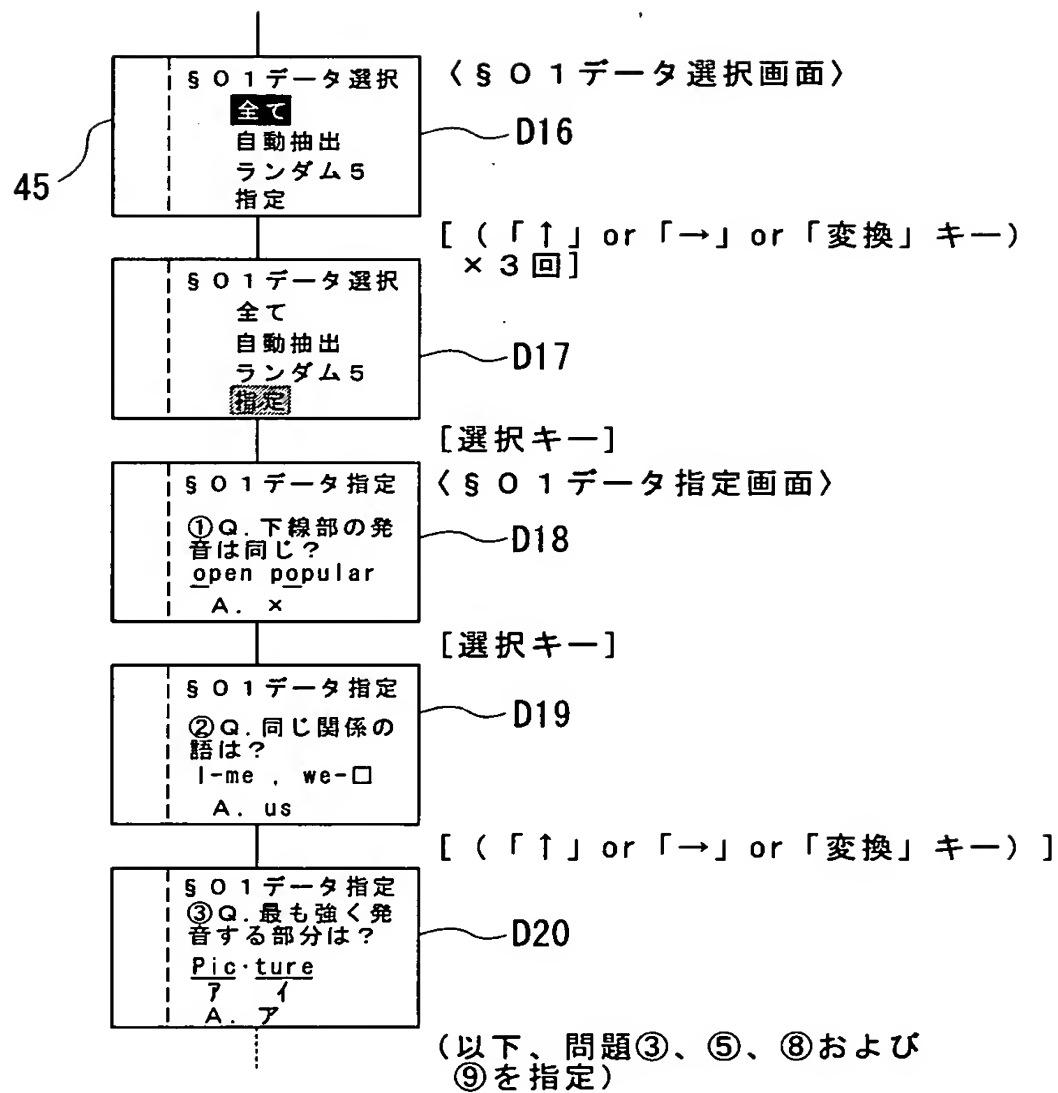 §01データ選択
全て
自動抽出
ランダム5
指定
〈§01データ選択画面〉
D16
45
[(「↑」or「→」or「変換」キー)
×3回]
§01データ選択
全て
自動抽出
ランダム5
指定
D17
[選択キー]
〈§01データ指定画面〉
§01データ指定
①Q.下線部の発
音は同じ?
open popular
A. ×
D18
[選択キー]
§01データ指定
②Q.同じ関係の
語は?
I-me , we-□
A. us
D19
[(「↑」or「→」or「変換」キー)]
§01データ指定
③Q.最も強く発
音する部分は?
Pic・ture
ア イ
A. ア
D20
(以下、問題③、⑤、⑧および
⑨を指定)